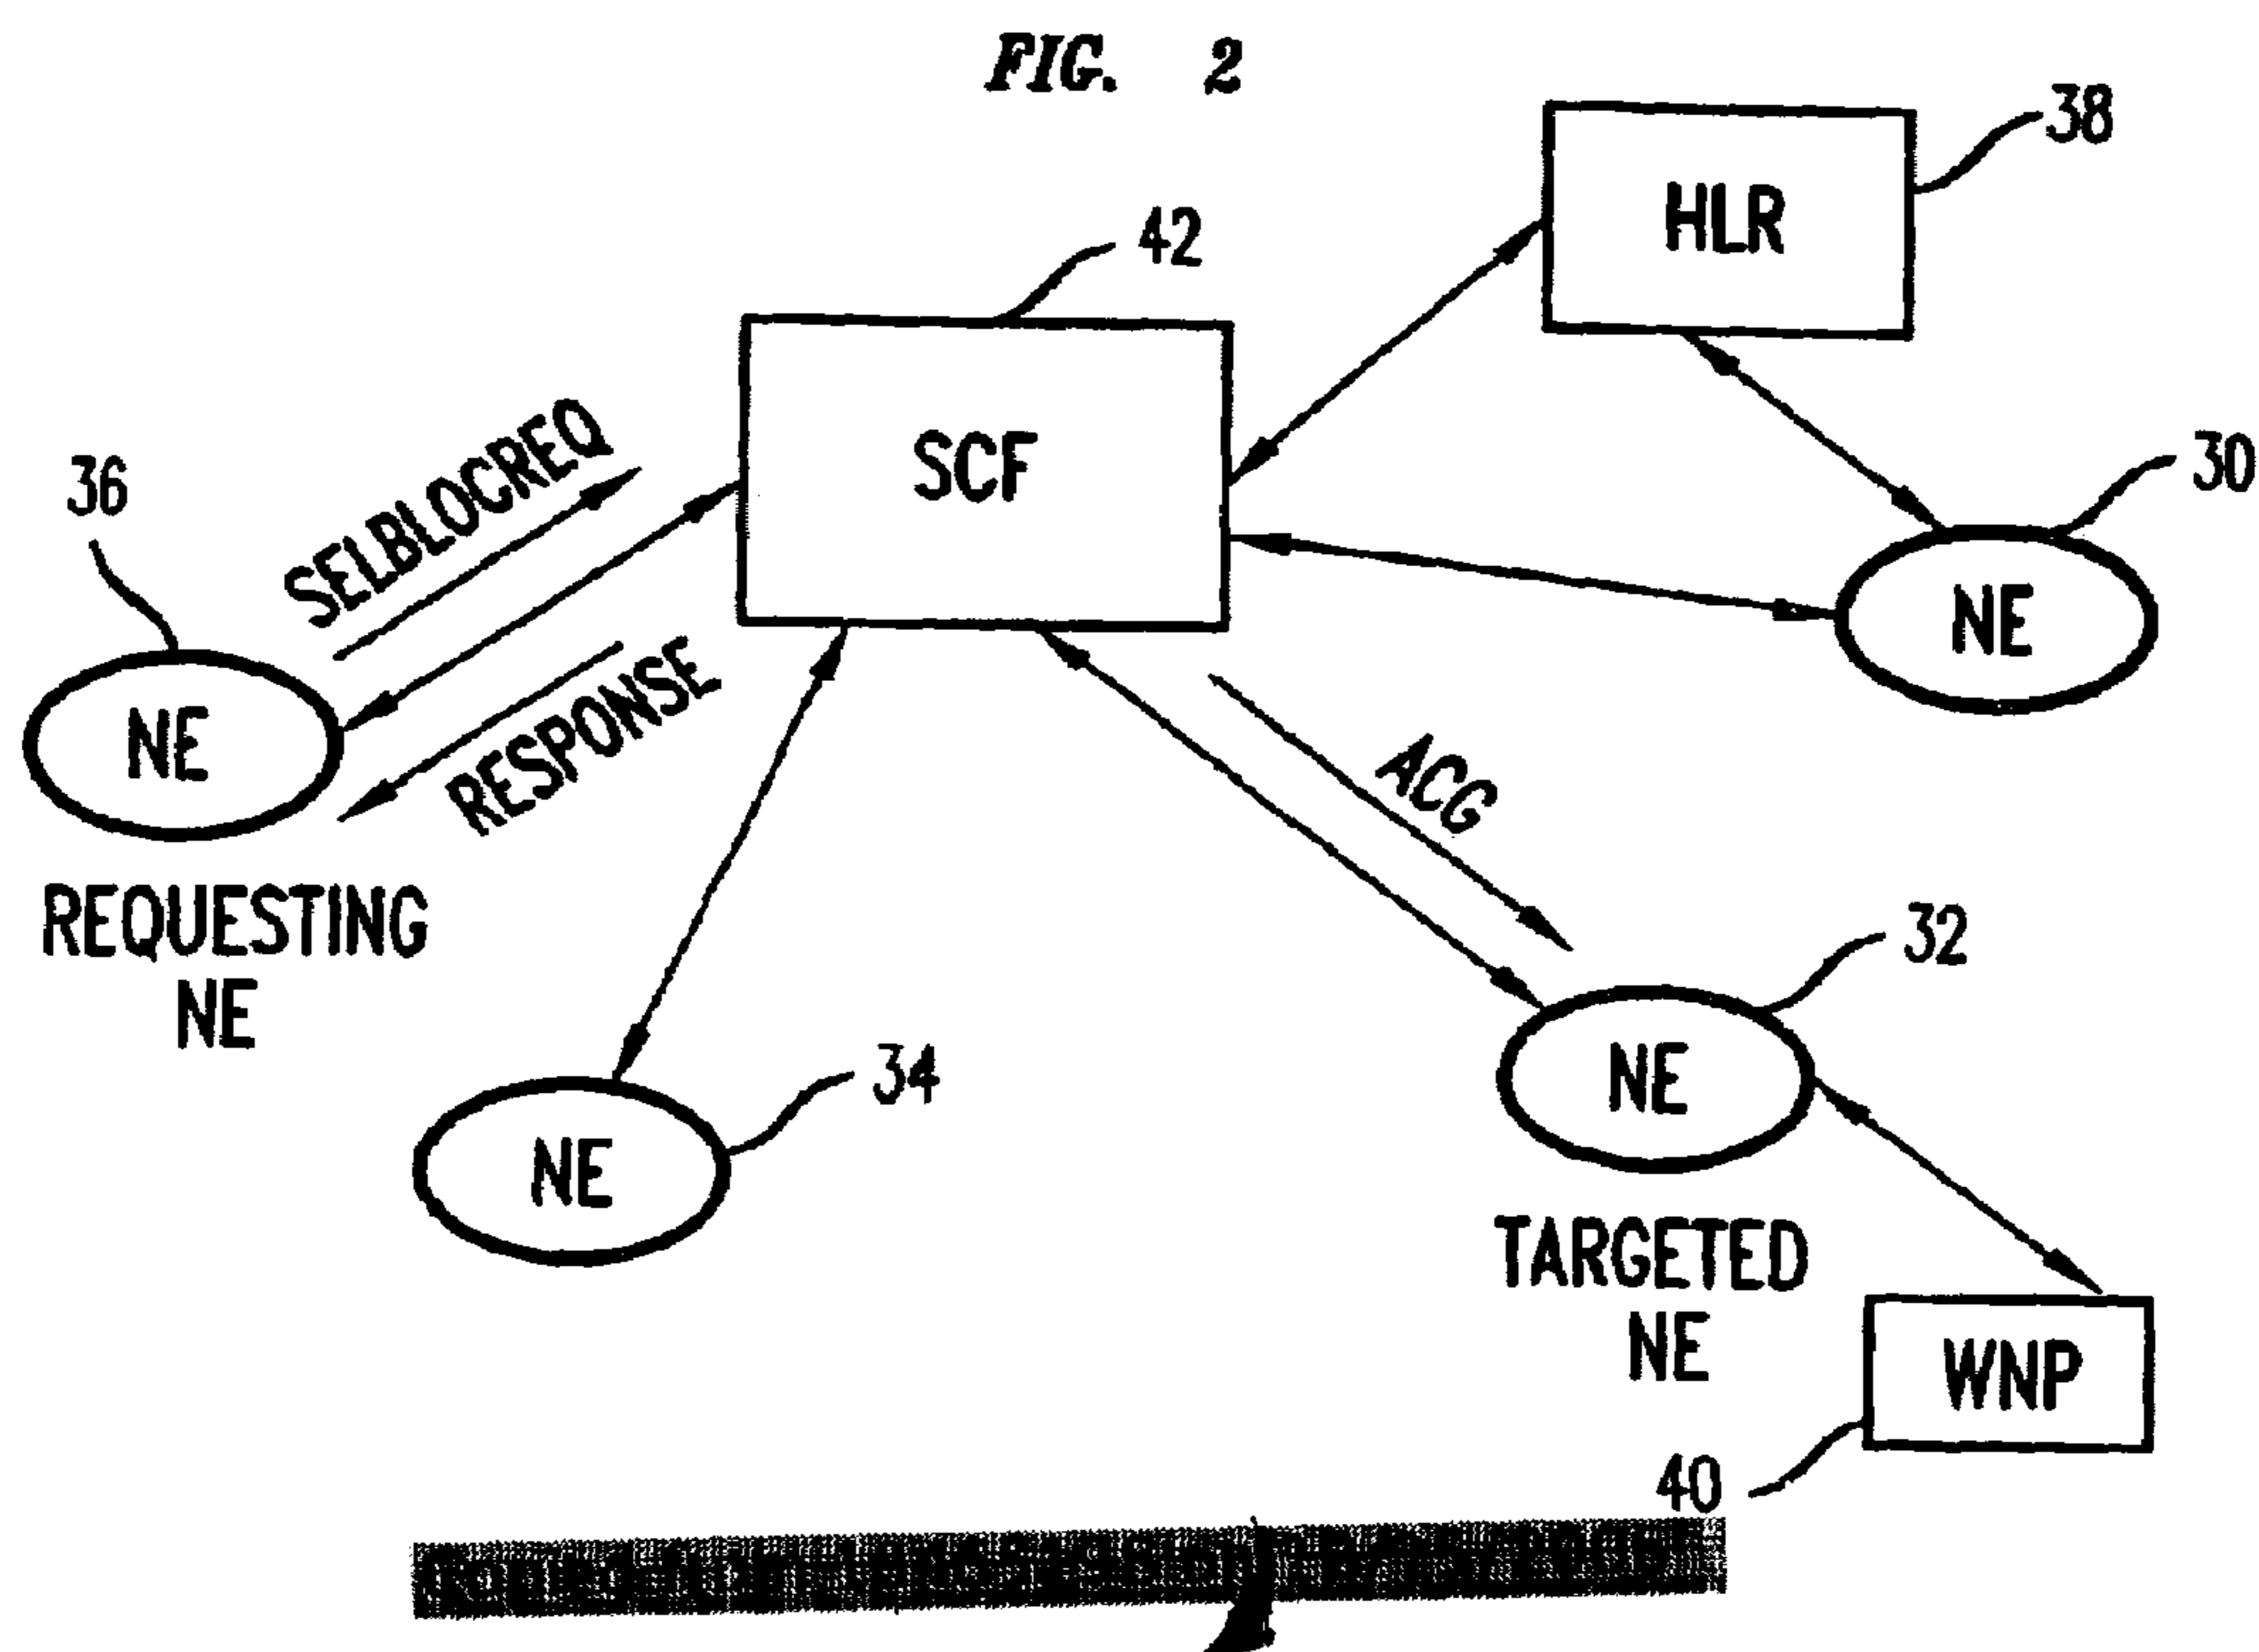 FIG. 2
HLR
38
42
SCF
30
NE
36
SELBLOCREQ
RESPONSE
NE
REQUESTING
NE
ACG
32
NE
TARGETED
NE
34
NE
WNP
40